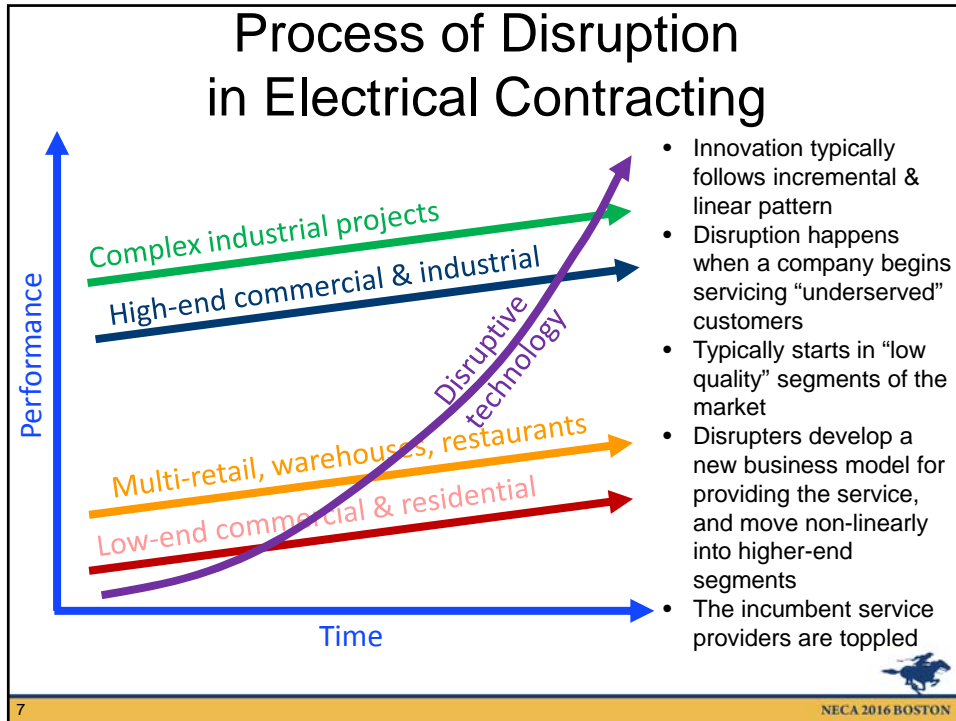 Process of Disruption
in Electrical Contracting
Performance
Complex industrial projects
High-end commercial & industrial
Disruptive
technology
Multi-retail, warehouses, restaurants
Low-end commercial & residential
Time
• Innovation typically
follows incremental &
linear pattern
• Disruption happens
when a company begins
servicing “underserved”
customers
• Typically starts in “low
quality” segments of the
market
• Disrupters develop a
new business model for
providing the service,
and move non-linearly
into higher-end
segments
• The incumbent service
providers are toppled
7
NECA 2016 BOSTON